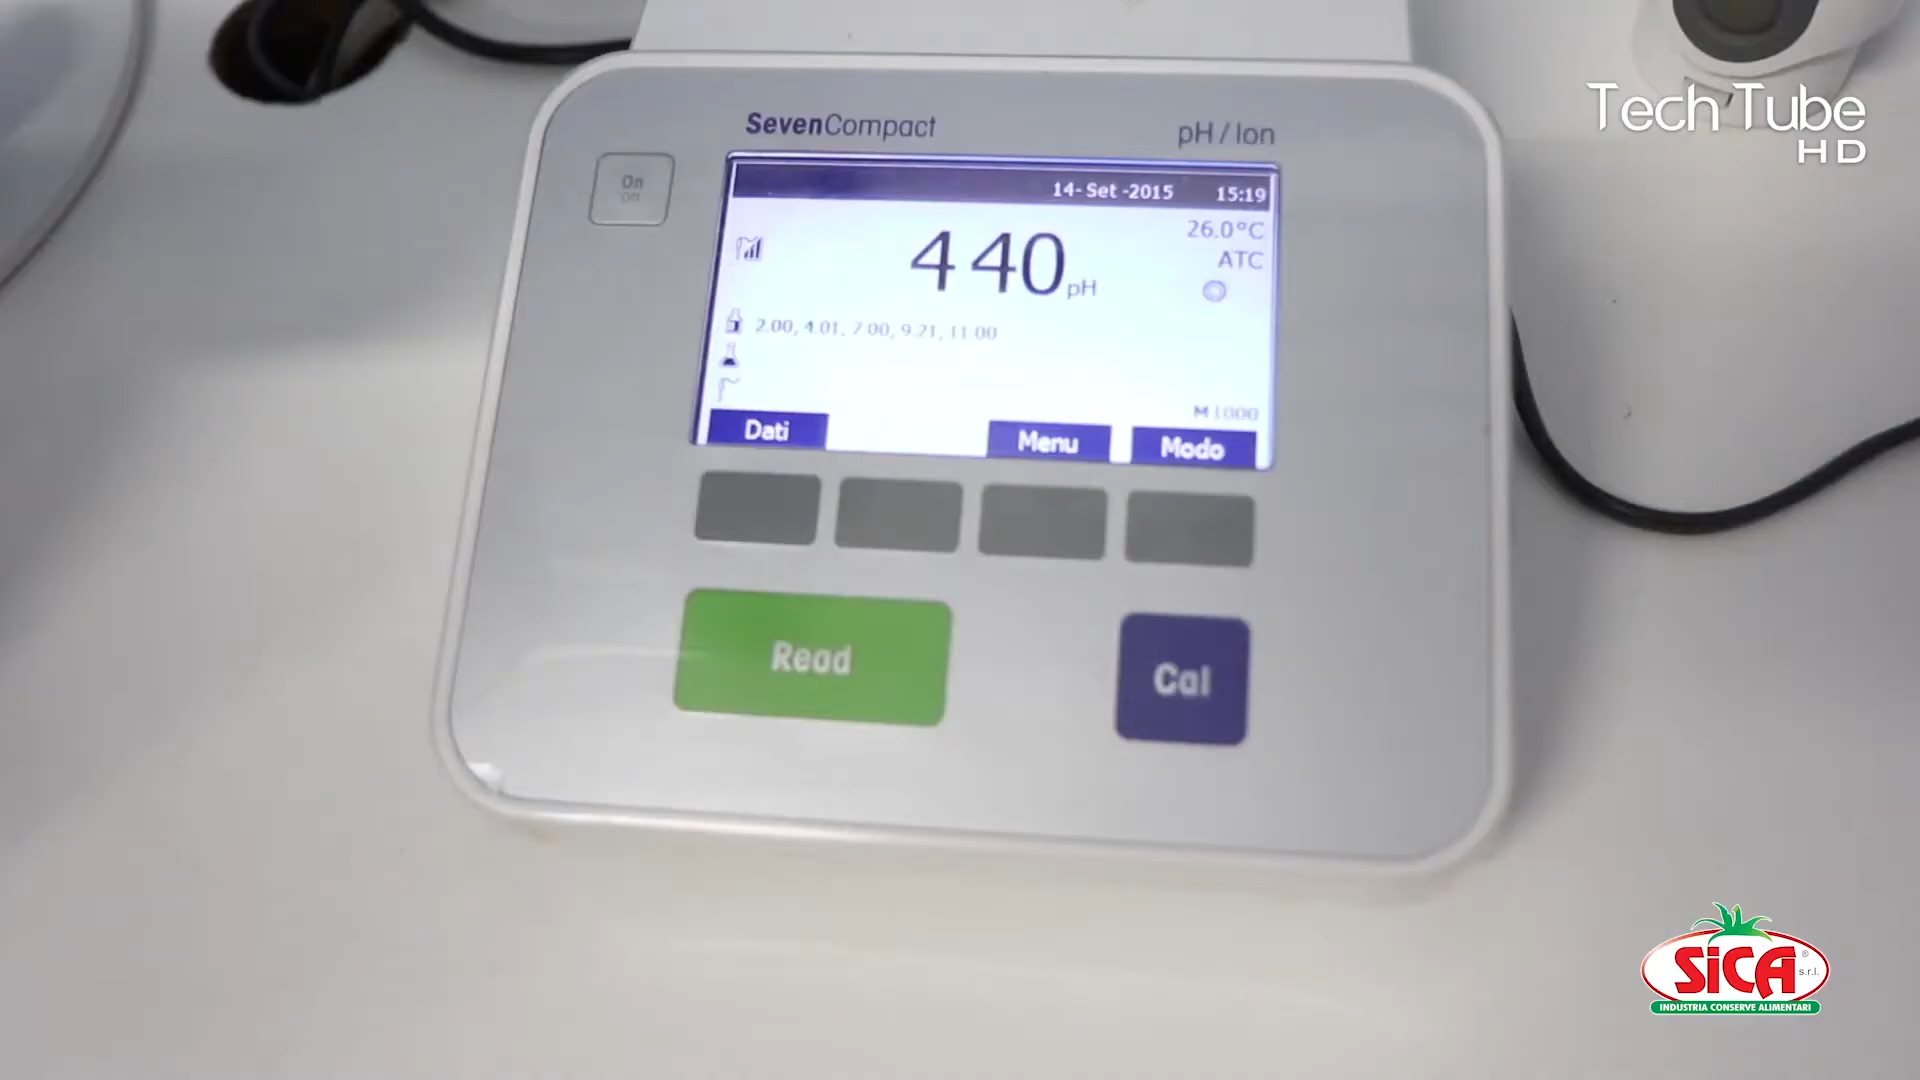 Tech Tube
HD
SevenCompact
pH / Ion
On
Off
14- Set -2015 15:19
26.0°C
ATC
4 40 pH
2.00, 4.01, 7.00, 9.21, 11.00
M 1000
Dati
Menu
Modo
Read
Cal
SiCA®
s.r.l.
INDUSTRIA CONSERVE ALIMENTARI